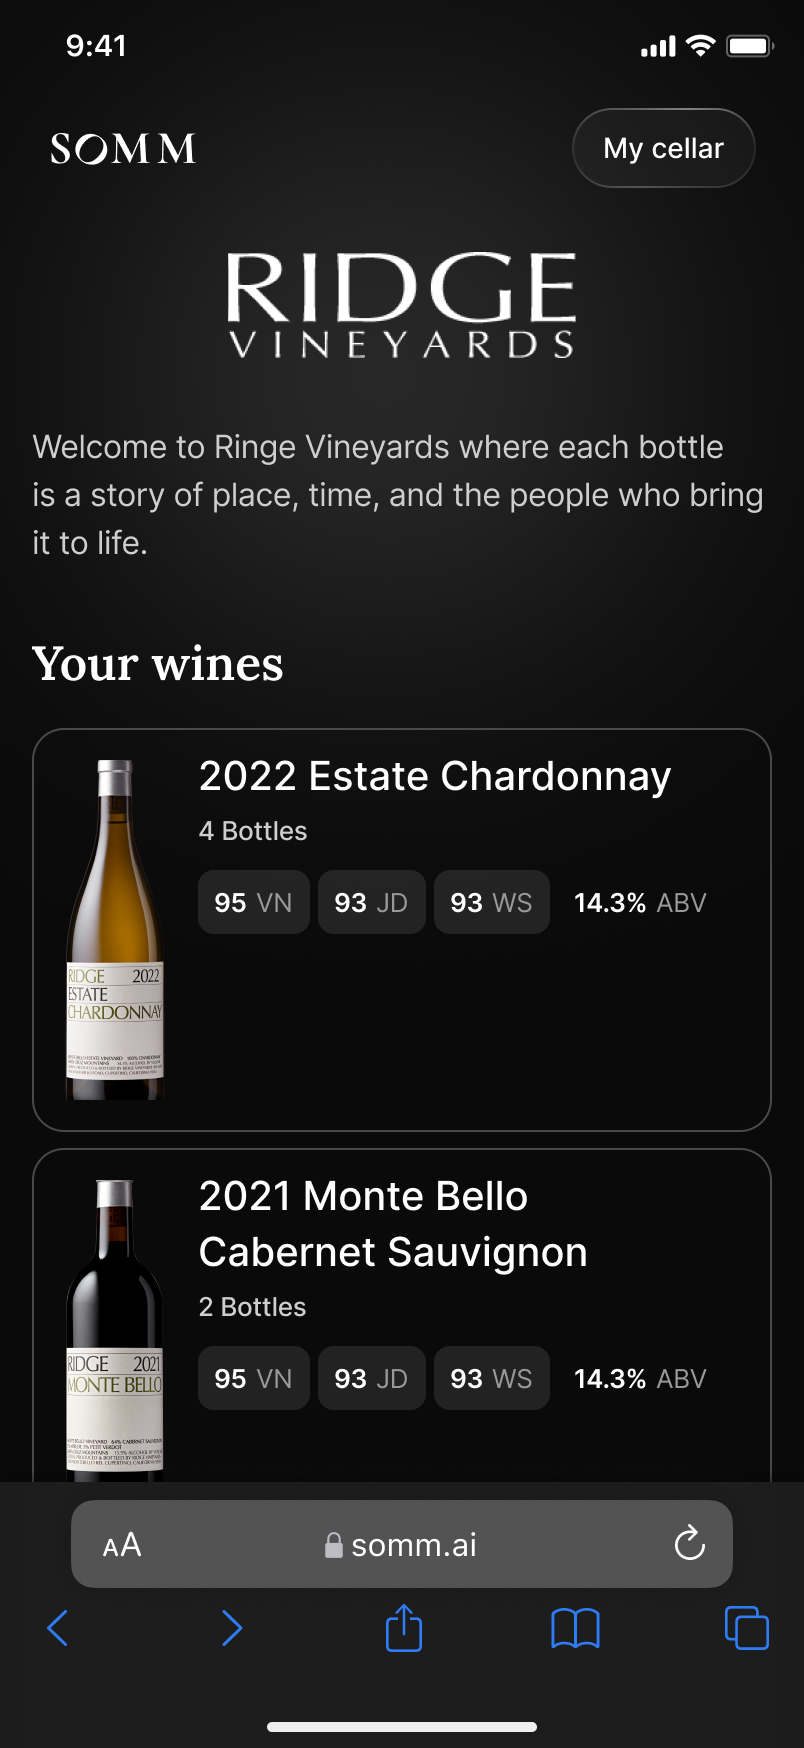 9:41
SOMM
My cellar
RIDGE
VINEYARDS
Welcome to Ringe Vineyards where each bottle
is a story of place, time, and the people who bring
it to life.
Your wines
2022 Estate Chardonnay
4 Bottles
95 VN 93 JD 93 WS 14.3% ABV
RIDGE 2022
ESTATE
CHARDONNAY
2021 Monte Bello
Cabernet Sauvignon
2 Bottles
95 VN 93 JD 93 WS 14.3% ABV
RIDGE 2021
MONTE BELLO
AA somm.ai